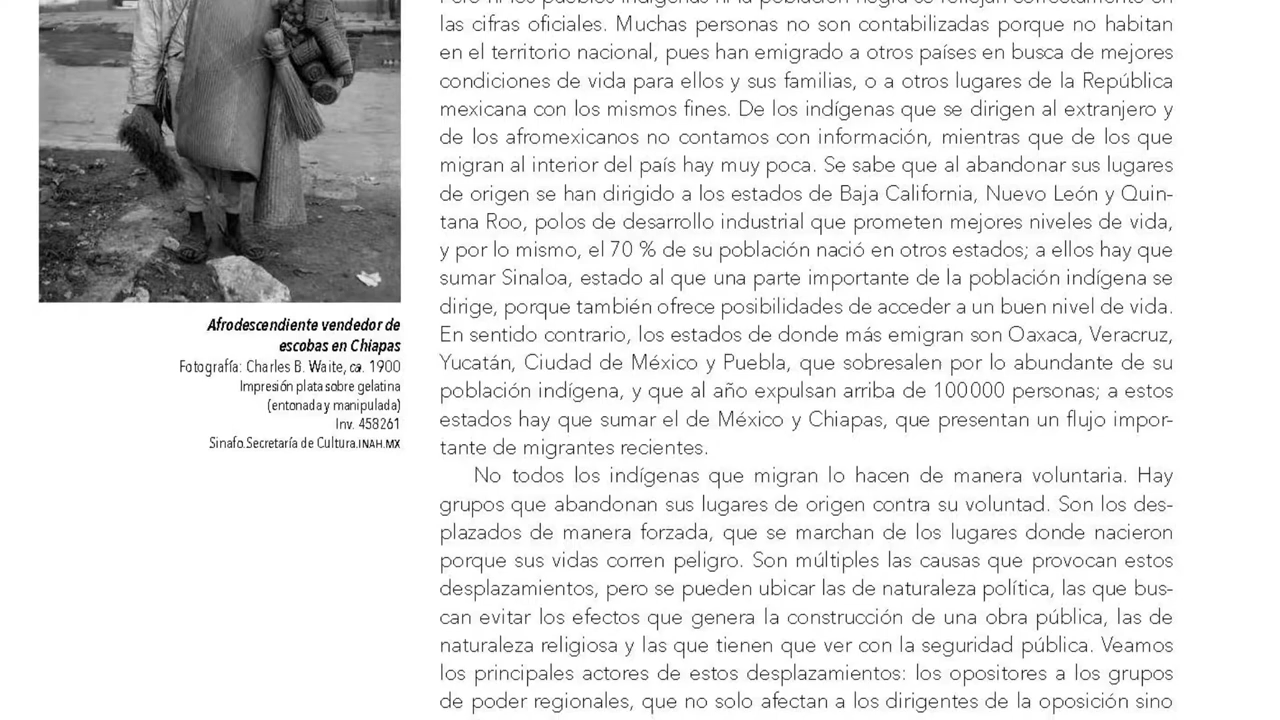 las cifras oficiales. Muchas personas no son contabilizadas porque no habitan
en el territorio nacional, pues han emigrado a otros países en busca de mejores
condiciones de vida para ellos y sus familias, o a otros lugares de la República
mexicana con los mismos fines. De los indígenas que se dirigen al extranjero y
de los afromexicanos no contamos con información, mientras que de los que
migran al interior del país hay muy poca. Se sabe que al abandonar sus lugares
de origen se han dirigido a los estados de Baja California, Nuevo León y Quin-
tana Roo, polos de desarrollo industrial que prometen mejores niveles de vida,
y por lo mismo, el 70 % de su población nació en otros estados; a ellos hay que
sumar Sinaloa, estado al que una parte importante de la población indígena se
dirige, porque también ofrece posibilidades de acceder a un buen nivel de vida.
En sentido contrario, los estados de donde más emigran son Oaxaca, Veracruz,
Yucatán, Ciudad de México y Puebla, que sobresalen por lo abundante de su
población indígena, y que al año expulsan arriba de 100000 personas; a estos
estados hay que sumar el de México y Chiapas, que presentan un flujo impor-
tante de migrantes recientes.
No todos los indígenas que migran lo hacen de manera voluntaria. Hay
grupos que abandonan sus lugares de origen contra su voluntad. Son los des-
plazados de manera forzada, que se marchan de los lugares donde nacieron
porque sus vidas corren peligro. Son múltiples las causas que provocan estos
desplazamientos, pero se pueden ubicar las de naturaleza política, las que bus-
can evitar los efectos que genera la construcción de una obra pública, las de
naturaleza religiosa y las que tienen que ver con la seguridad pública. Veamos
los principales actores de estos desplazamientos: los opositores a los grupos
de poder regionales, que no solo afectan a los dirigentes de la oposición sino
Afrodescendiente vendedor de
escobas en Chiapas
Fotografía: Charles B. Waite, ca. 1900
Impresión plata sobre gelatina
(entonada y manipulada)
Inv. 458261
Sinafo.Secretaría de Cultura.INAH.MX